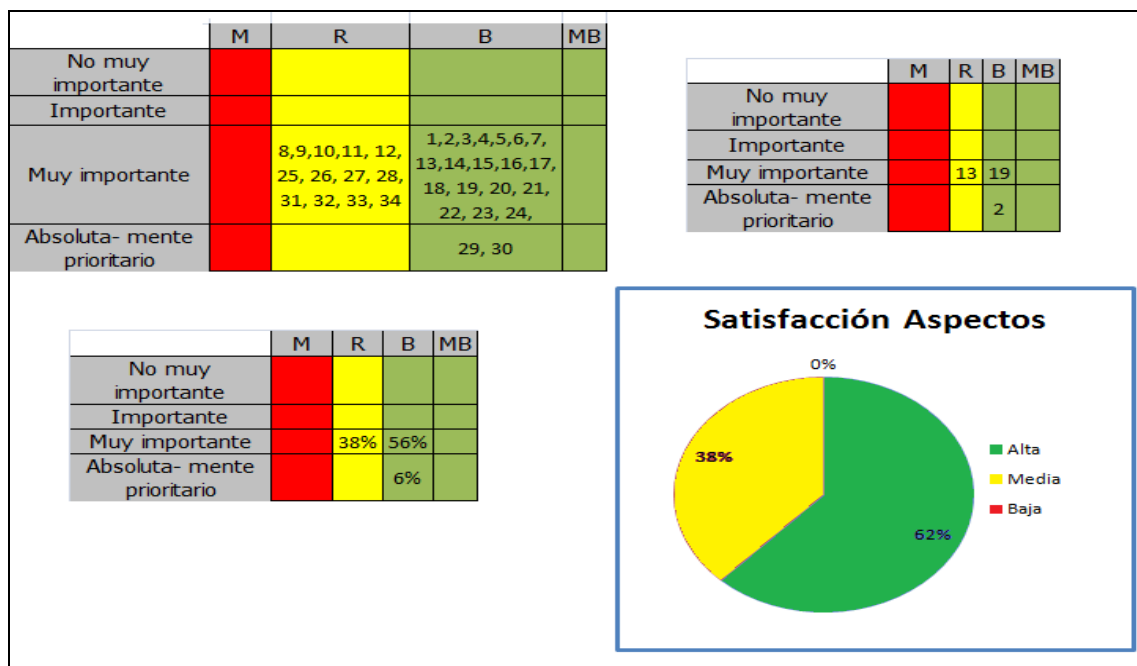 M R B MB
No muy
importante
Importante
Muy importante
8,9,10,11, 12,
25, 26, 27, 28,
31, 32, 33, 34
1,2,3,4,5,6,7,
13,14,15,16,17,
18, 19, 20, 21,
22, 23, 24,
Absoluta- mente
prioritario
29, 30
M R B MB
No muy
importante
Importante
Muy importante 13 19
Absoluta- mente
prioritario
2
M R B MB
No muy
importante
Importante
Muy importante 38% 56%
Absoluta- mente
prioritario
6%
Satisfacción Aspectos
0%
38%
62%
Alta
Media
Baja